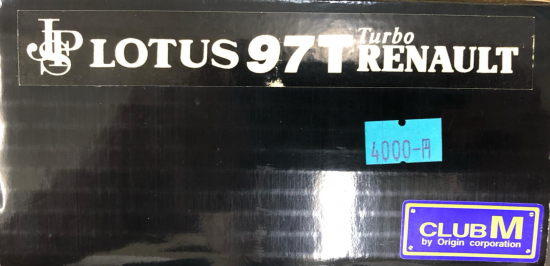 JPS LOTUS 97T Turbo RENAULT
4000-円
CLUB M
by Origin corporation